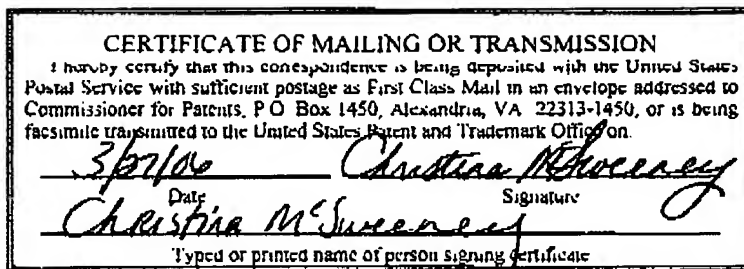 CERTIFICATE OF MAILING OR TRANSMISSION
I hereby certify that this correspondence is being deposited with the United States
Postal Service with sufficient postage as First Class Mail in an envelope addressed to
Commissioner for Patents, P O Box 1450, Alexandria, VA 22313-1450, or is being
facsimile transmitted to the United States Patent and Trademark Office on.
3/27/06 Christina McSweeney
Date Signature
Christina McSweeney
Typed or printed name of person signing certificate